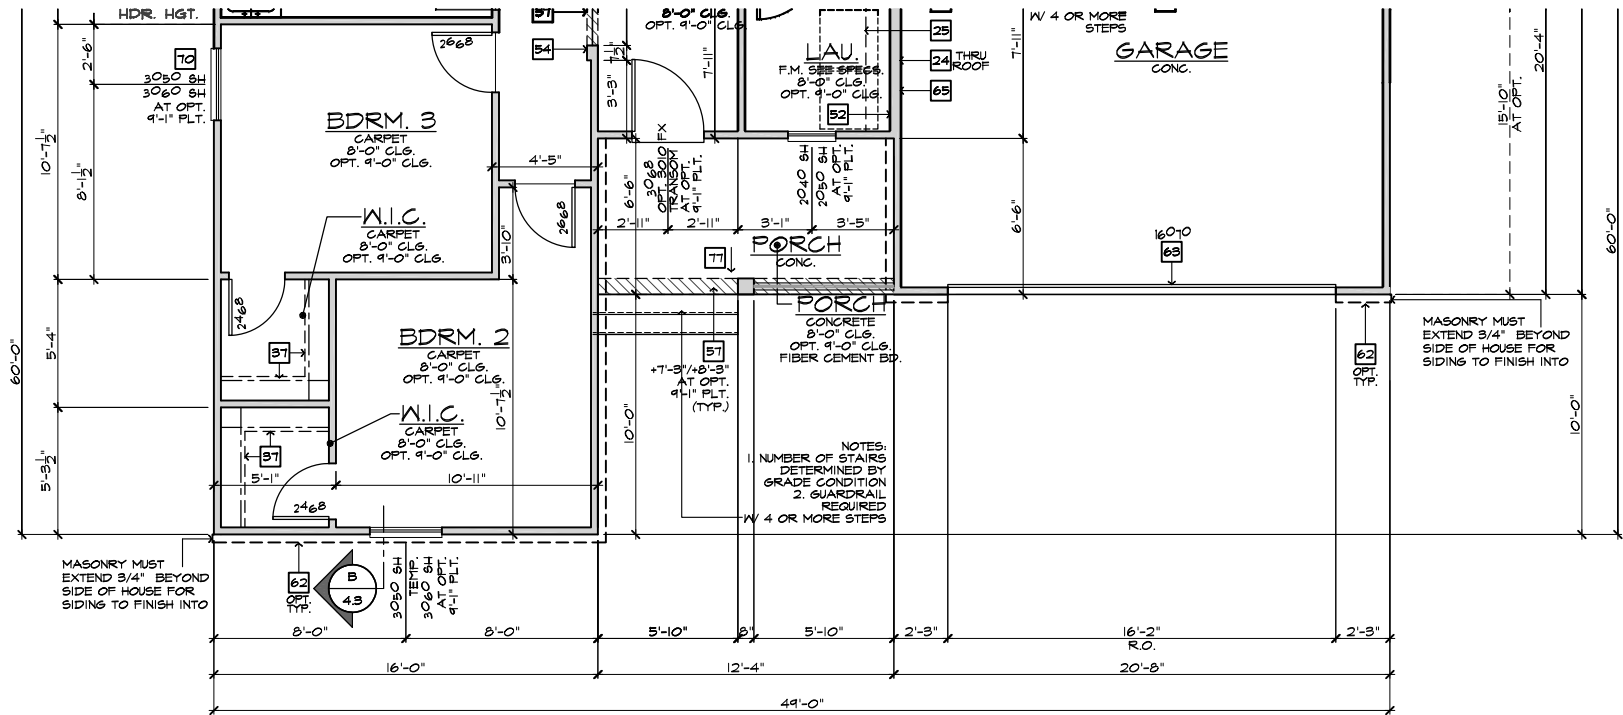 HDR. HGT.
2'-6"
70
3050 SH
3060 SH
AT OPT.
9'-1" PLT.
10'-7½"
8'-1½"
BDRM. 3
CARPET
8'-0" CLG.
OPT. 9'-0" CLG.
2668
37
54
7½"
3'-3"
8'-0" CLG.
OPT. 9'-0" CLG.
7'-11"
LAU.
F.M. SEE SPECS.
8'-0" CLG.
OPT. 9'-0" CLG.
52
25
24
THRU
ROOF
65
W/ 4 OR MORE
STEPS
7'-11"
GARAGE
CONC.
15'-10"
AT OPT.
20'-4"
60'-0"
4'-5"
6'-6"
3068
OPT. 3010 FX
TRANSOM
AT OPT.
9'-1" PLT.
2040 SH
2050 SH
AT OPT.
9'-1" PLT.
2'-11"
2'-11"
3'-1"
3'-5"
6'-6"
2668
3'-10"
W.I.C.
CARPET
8'-0" CLG.
OPT. 9'-0" CLG.
77
PORCH
CONC.
16070
63
60'-0"
5'-4"
2468
37
BDRM. 2
CARPET
8'-0" CLG.
OPT. 9'-0" CLG.
10'-7½"
PORCH
CONCRETE
8'-0" CLG.
OPT. 9'-0" CLG.
FIBER CEMENT BD.
57
+7'-3"/+8'-3"
AT OPT.
9'-1" PLT.
(TYP.)
62
OPT.
TYP.
MASONRY MUST
EXTEND 3/4" BEYOND
SIDE OF HOUSE FOR
SIDING TO FINISH INTO
W.I.C.
CARPET
8'-0" CLG.
OPT. 9'-0" CLG.
5'-3½"
37
5'-1"
10'-11"
2468
10'-0"
10'-0"
NOTES:
1. NUMBER OF STAIRS
DETERMINED BY
GRADE CONDITION
2. GUARDRAIL
REQUIRED
W/ 4 OR MORE STEPS
MASONRY MUST
EXTEND 3/4" BEYOND
SIDE OF HOUSE FOR
SIDING TO FINISH INTO
62
OPT.
TYP.
B
4.3
3050 SH
TEMP.
3060 SH
AT OPT.
9'-1" PLT.
8'-0"
8'-0"
5'-10"
8"
5'-10"
2'-3"
16'-2"
R.O.
2'-3"
16'-0"
12'-4"
20'-8"
49'-0"